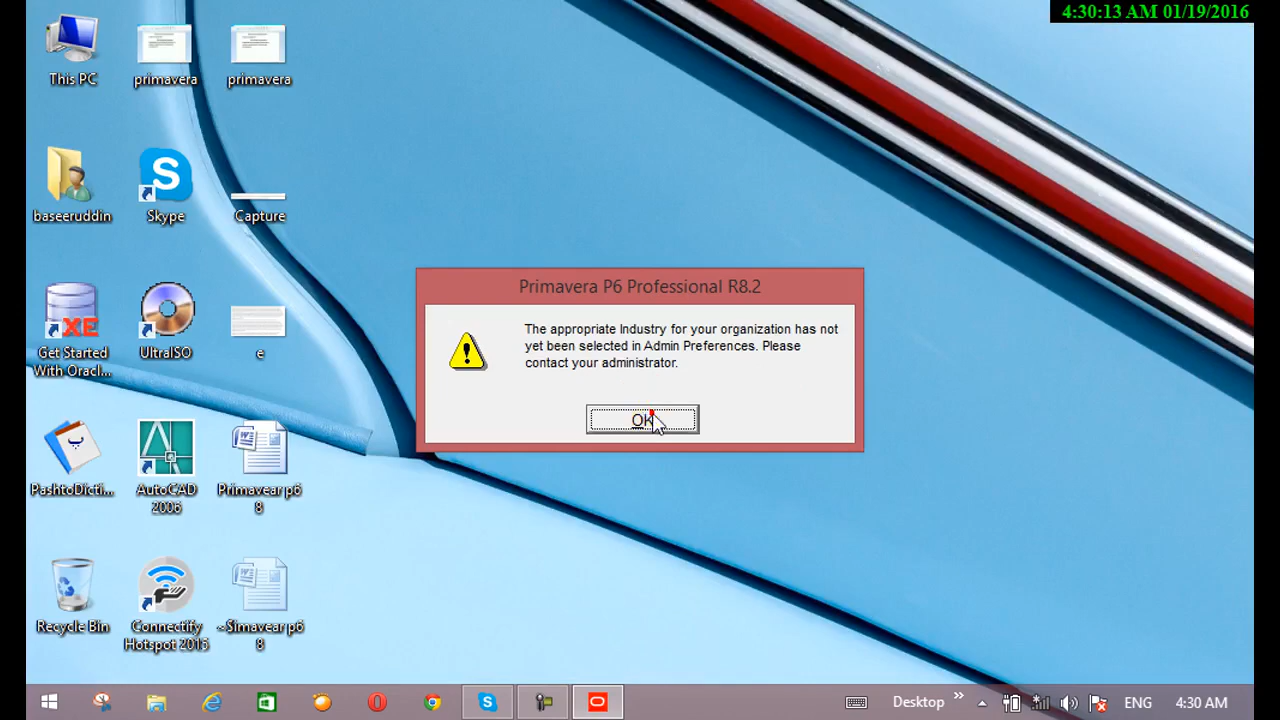 4:30:13 AM 01/19/2016
This PC
primavera
primavera
baseeruddin
Skype
Capture
Primavera P6 Professional R8.2
The appropriate Industry for your organization has not
yet been selected in Admin Preferences. Please
contact your administrator.
OK
XE
Get Started
With Oracl...
UltraISO
e
PashtoDicti...
AutoCAD
2006
Primavear p6
8
Recycle Bin
Connectify
Hotspot 2015
~Simavear p6
8
Desktop
ENG
4:30 AM